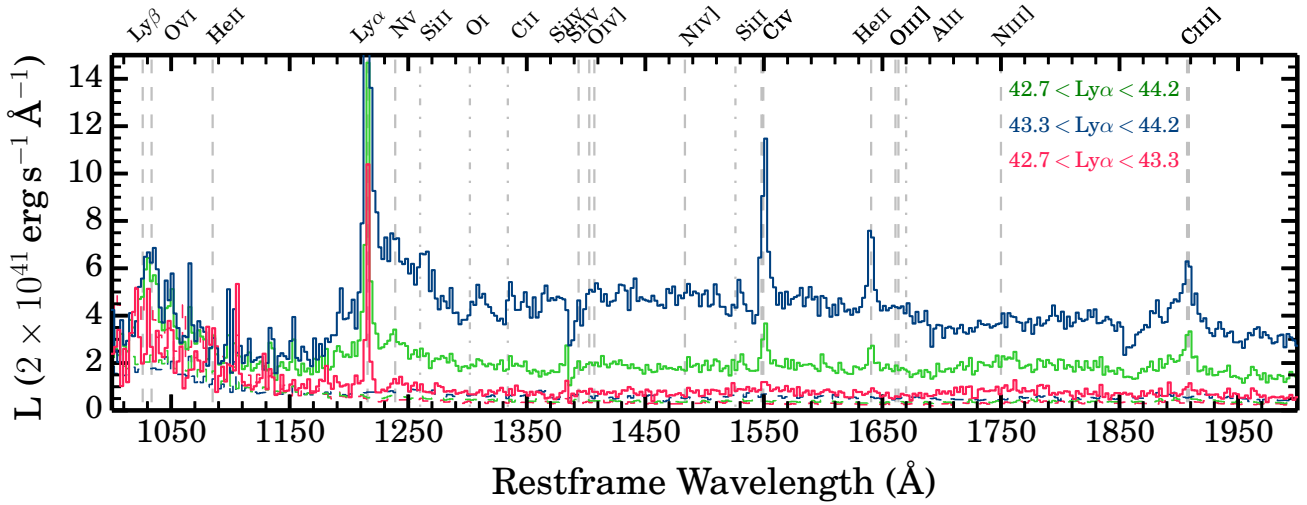 Lyβ OVI HeII Lyα NV SiII OI CII SiIV SiIV OIV] NIV] SiII CIV HeII OIII] AlII NIII] CIII]
14
12
10
8
6
4
2
0
42.7 < Lyα < 44.2
43.3 < Lyα < 44.2
42.7 < Lyα < 43.3
L (2 × 10⁴¹ erg s⁻¹ Å⁻¹)
1050 1150 1250 1350 1450 1550 1650 1750 1850 1950
Restframe Wavelength (Å)